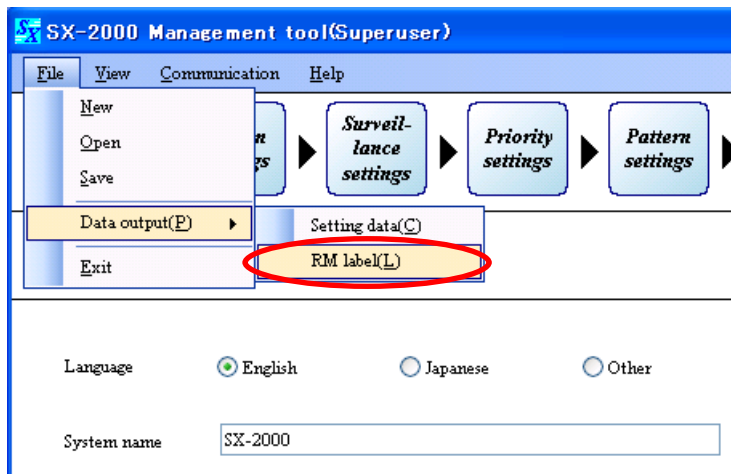 SX SX-2000 Management tool(Superuser)
File View Communication Help
New
Open
Save
Data output(P)
Exit
Setting data(C)
RM label(L)
Surveil-
lance
settings
Priority
settings
Pattern
settings
Language English Japanese Other
System name SX-2000